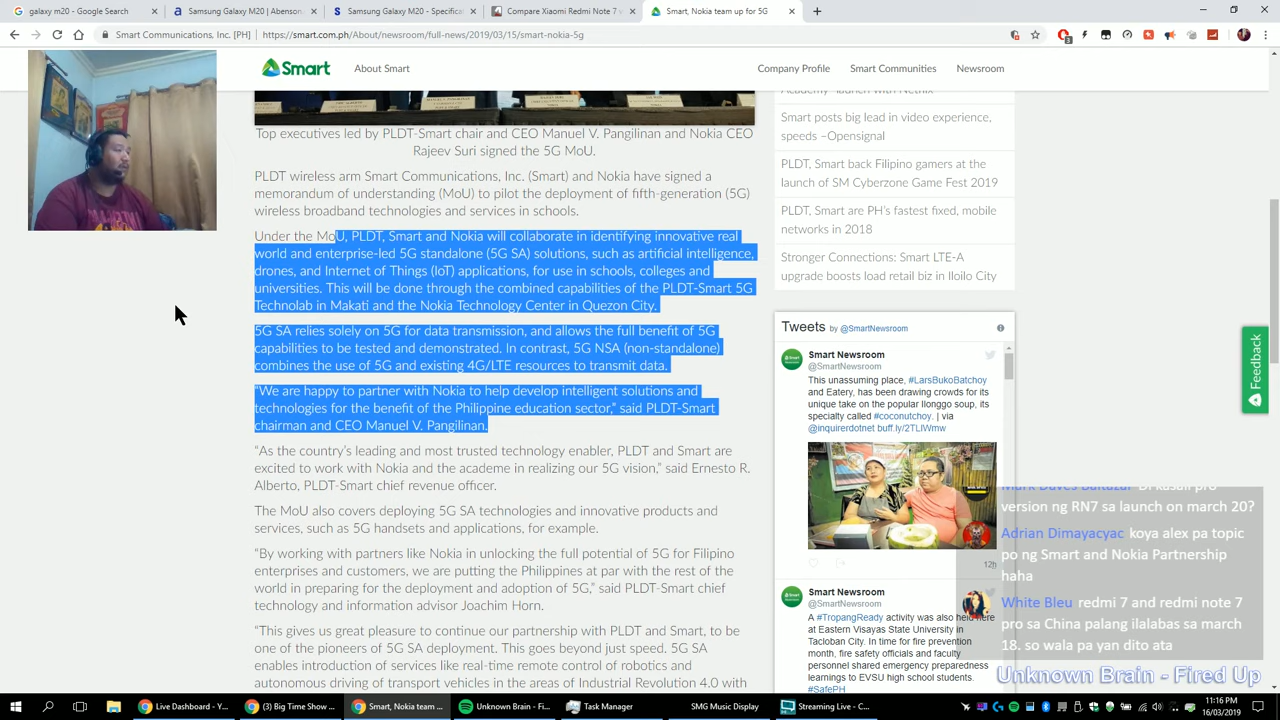 galaxy m20 - Google Search
Samsung Galaxy M20 | Abenson.
Samsung Galaxy M20 - Specificat
Compare Xiaomi Redmi Note 7 v
Smart, Nokia team up for 5G
Smart Communications, Inc. [PH] | https://smart.com.ph/About/newsroom/full-news/2019/03/15/smart-nokia-5g
3
Smart
About Smart
Company Profile
Smart Communities
Newsroom
Top executives led by PLDT-Smart chair and CEO Manuel V. Pangilinan and Nokia CEO
Rajeev Suri signed the 5G MoU.
PLDT wireless arm Smart Communications, Inc. (Smart) and Nokia have signed a
memorandum of understanding (MoU) to pilot the deployment of fifth-generation (5G)
wireless broadband technologies and services in schools.
Under the MoU, PLDT, Smart and Nokia will collaborate in identifying innovative real
world and enterprise-led 5G standalone (5G SA) solutions, such as artificial intelligence,
drones, and Internet of Things (IoT) applications, for use in schools, colleges and
universities. This will be done through the combined capabilities of the PLDT-Smart 5G
Technolab in Makati and the Nokia Technology Center in Quezon City.
5G SA relies solely on 5G for data transmission, and allows the full benefit of 5G
capabilities to be tested and demonstrated. In contrast, 5G NSA (non-standalone)
combines the use of 5G and existing 4G/LTE resources to transmit data.
“We are happy to partner with Nokia to help develop intelligent solutions and
technologies for the benefit of the Philippine education sector,” said PLDT-Smart
chairman and CEO Manuel V. Pangilinan.
“As the country’s leading and most trusted technology enabler, PLDT and Smart are
excited to work with Nokia and the academe in realizing our 5G vision,” said Ernesto R.
Alberto, PLDT-Smart chief revenue officer.
The MoU also covers deploying 5G SA technologies and innovative products and
services, such as 5G handsets and applications, for example.
“By working with partners like Nokia in unlocking the full potential of 5G for Filipino
enterprises and customers, we are putting the Philippines at par with the rest of the
world in preparing for the deployment and adoption of 5G,” said PLDT-Smart chief
technology and information advisor Joachim Horn.
“This gives us great pleasure to continue our partnership with PLDT and Smart, to be
one of the pioneers of 5G SA deployment. This goes beyond just speed. 5G SA
enables introduction of services like real-time remote control of robotics and
autonomous driving of transport vehicles in the areas of Industrial Revolution 4.0 with
Academy launch with Netflix
Smart posts big lead in video experience,
speeds –Opensignal
PLDT, Smart back Filipino gamers at the
launch of SM Cyberzone Game Fest 2019
PLDT, Smart are PH’s fastest fixed, mobile
networks in 2018
Stronger Connections: Smart LTE-A
upgrade boosts load retail biz in Iloilo City
Tweets by @SmartNewsroom
Smart Newsroom
@SmartNewsroom
This unassuming place, #LarsBukoBatchoy
and Eatery, has been drawing crowds for its
unique take on the popular Ilonggo soup, its
specialty called #coconutchoy. | via
@inquirerdotnet buff.ly/2TLIWmw
12h
Smart Newsroom
@SmartNewsroom
A #TropangReady activity was also held here
at Eastern Visayas State University in
Tacloban City. In time for fire prevention
month, fire safety officials and faculty
personnel shared emergency preparedness
learnings to EVSU high school students.
#SafePH
Feedback
Mark Daves Saltazar Di kasali pro
version ng RN7 sa launch on march 20?
Adrian Dimayacyac koya alex pa topic
po ng Smart and Nokia Partnership
haha
White Bleu redmi 7 and redmi note 7
pro sa China palang ilalabas sa march
18. so wala pa yan dito ata
Unknown Brain - Fired Up
Live Dashboard - Y...
(3) Big Time Show ...
Smart, Nokia team ...
Unknown Brain - Fi...
Task Manager
SMG Music Display
Streaming Live - C...
11:16 PM
16/03/2019